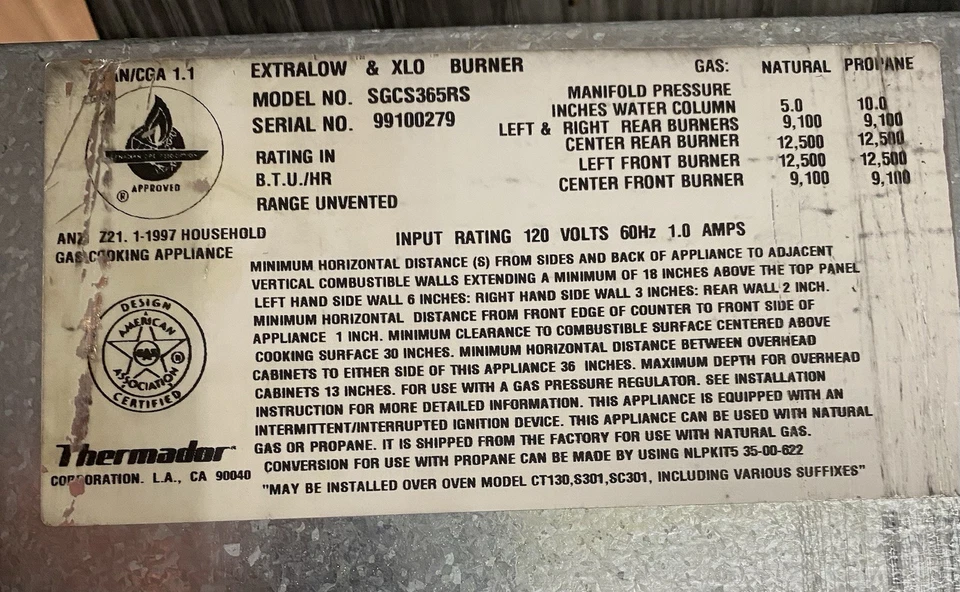 AN/CGA 1.1
APPROVED
®
ANZI Z21. 1-1997 HOUSEHOLD
GAS COOKING APPLIANCE
DESIGN
AMERICAN
GAS
®
ASSOCIATION
CERTIFIED
Thermador
CORPORATION. L.A., CA 90040
EXTRALOW & XLO BURNER
MODEL NO. SGCS365RS
SERIAL NO. 99100279
RATING IN
B.T.U./HR
RANGE UNVENTED
GAS: NATURAL PROPANE
MANIFOLD PRESSURE
INCHES WATER COLUMN 5.0 10.0
LEFT & RIGHT REAR BURNERS 9,100 9,100
CENTER REAR BURNER 12,500 12,500
LEFT FRONT BURNER 12,500 12,500
CENTER FRONT BURNER 9,100 9,100
INPUT RATING 120 VOLTS 60Hz 1.0 AMPS
MINIMUM HORIZONTAL DISTANCE (S) FROM SIDES AND BACK OF APPLIANCE TO ADJACENT
VERTICAL COMBUSTIBLE WALLS EXTENDING A MINIMUM OF 18 INCHES ABOVE THE TOP PANEL
LEFT HAND SIDE WALL 6 INCHES: RIGHT HAND SIDE WALL 3 INCHES: REAR WALL 2 INCH.
MINIMUM HORIZONTAL DISTANCE FROM FRONT EDGE OF COUNTER TO FRONT SIDE OF
APPLIANCE 1 INCH. MINIMUM CLEARANCE TO COMBUSTIBLE SURFACE CENTERED ABOVE
COOKING SURFACE 30 INCHES. MINIMUM HORIZONTAL DISTANCE BETWEEN OVERHEAD
CABINETS TO EITHER SIDE OF THIS APPLIANCE 36 INCHES. MAXIMUM DEPTH FOR OVERHEAD
CABINETS 13 INCHES. FOR USE WITH A GAS PRESSURE REGULATOR. SEE INSTALLATION
INSTRUCTION FOR MORE DETAILED INFORMATION. THIS APPLIANCE IS EQUIPPED WITH AN
INTERMITTENT/INTERRUPTED IGNITION DEVICE. THIS APPLIANCE CAN BE USED WITH NATURAL
GAS OR PROPANE. IT IS SHIPPED FROM THE FACTORY FOR USE WITH NATURAL GAS.
CONVERSION FOR USE WITH PROPANE CAN BE MADE BY USING NLPKIT5 35-00-622
"MAY BE INSTALLED OVER OVEN MODEL CT130,S301,SC301, INCLUDING VARIOUS SUFFIXES"